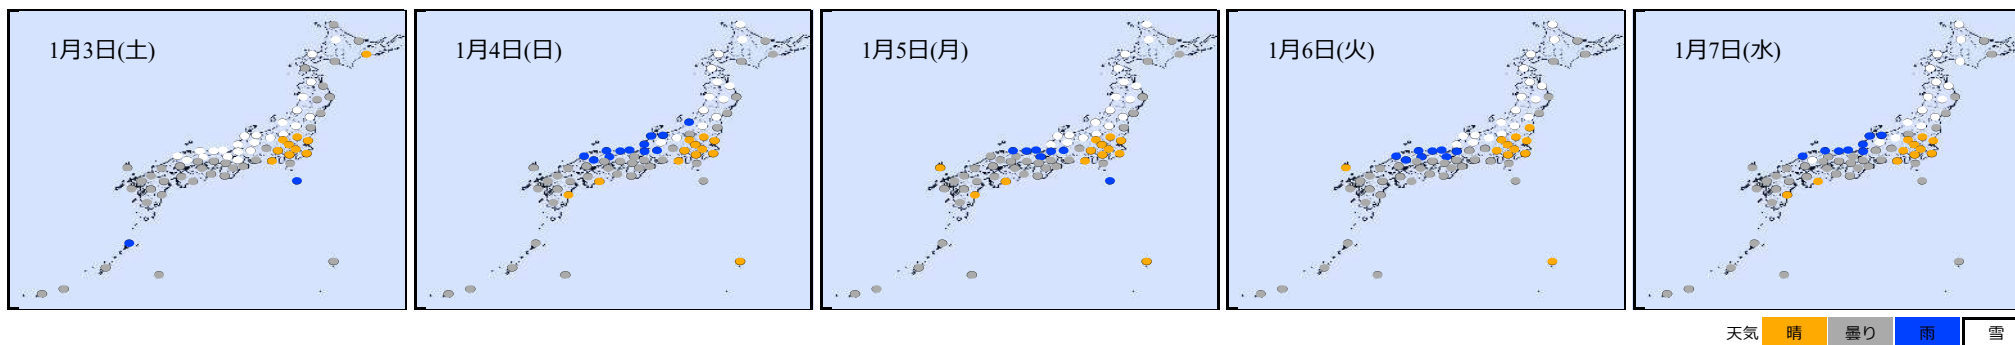 1月3日(土)
1月4日(日)
1月5日(月)
1月6日(火)
1月7日(水)
天気 晴 曇り 雨 雪